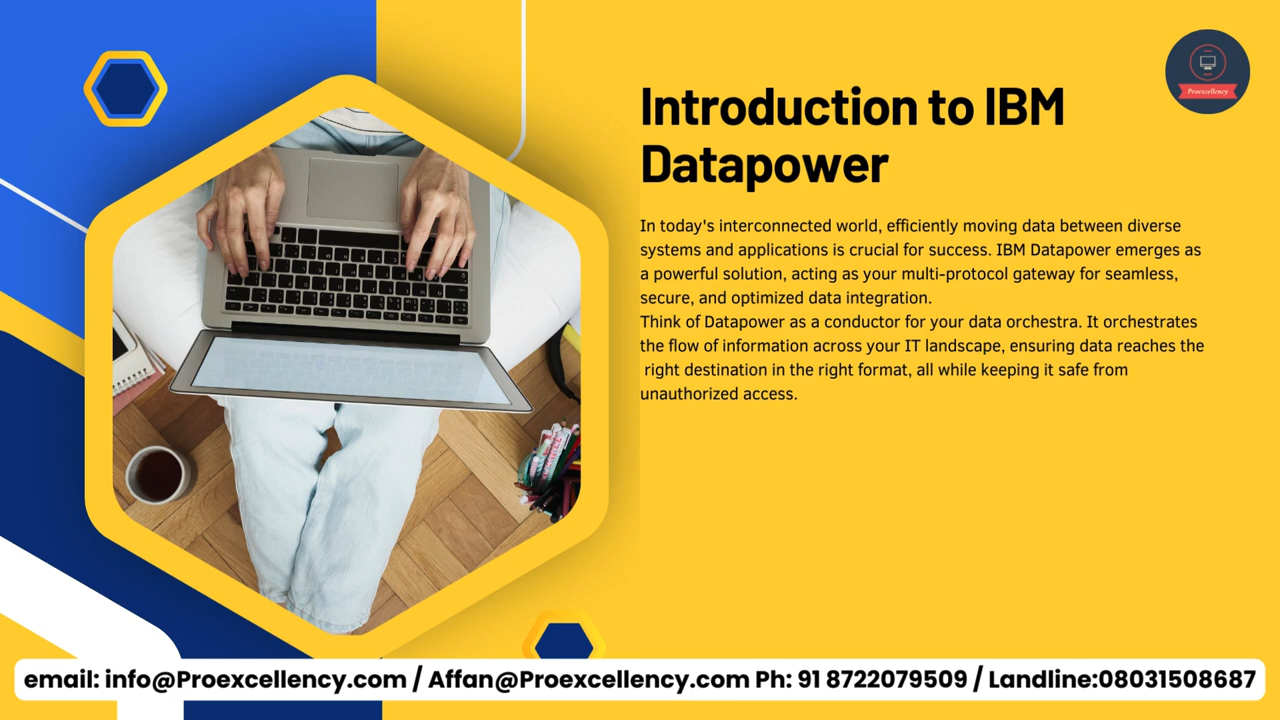 Proexcellency
Introduction to IBM
Datapower
In today's interconnected world, efficiently moving data between diverse
systems and applications is crucial for success. IBM Datapower emerges as
a powerful solution, acting as your multi-protocol gateway for seamless,
secure, and optimized data integration.
Think of Datapower as a conductor for your data orchestra. It orchestrates
the flow of information across your IT landscape, ensuring data reaches the
right destination in the right format, all while keeping it safe from
unauthorized access.
email: info@Proexcellency.com / Affan@Proexcellency.com Ph: 91 8722079509 / Landline:08031508687